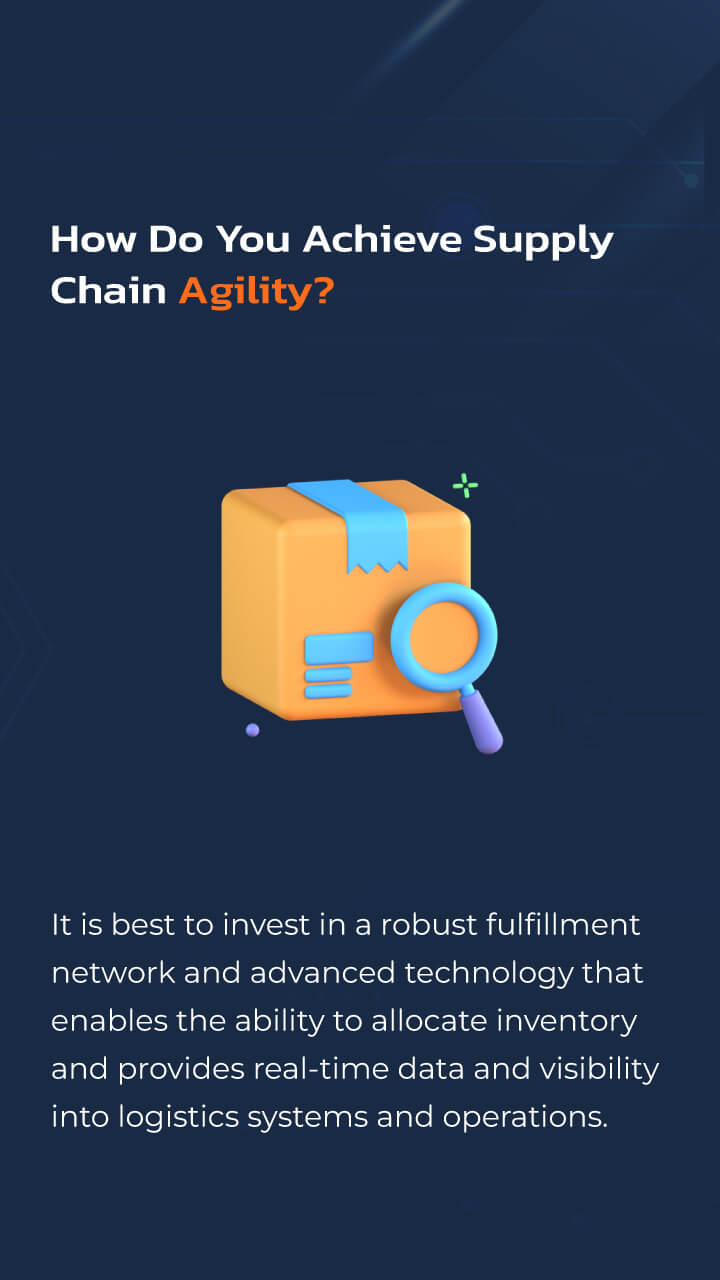 How Do You Achieve Supply
Chain Agility?
It is best to invest in a robust fulfillment
network and advanced technology that
enables the ability to allocate inventory
and provides real-time data and visibility
into logistics systems and operations.